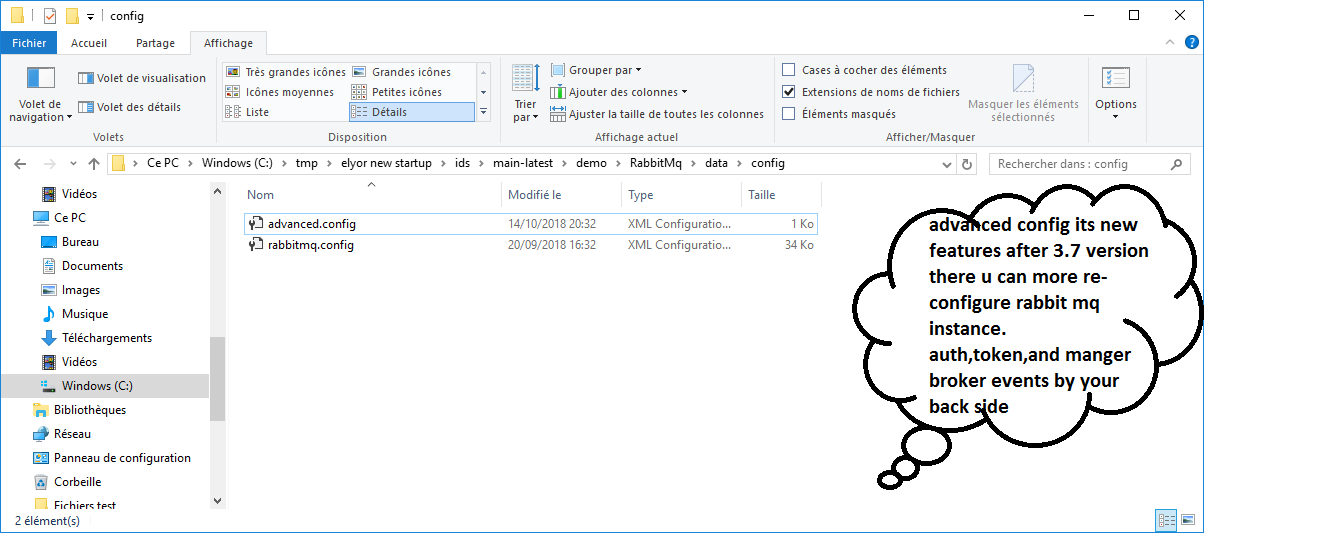 config
Fichier Accueil Partage Affichage
Volet de navigation
Volet de visualisation
Volet des détails
Volets
Très grandes icônes Grandes icônes
Icônes moyennes Petites icônes
Liste Détails
Disposition
Trier par
Grouper par
Ajouter des colonnes
Ajuster la taille de toutes les colonnes
Affichage actuel
Cases à cocher des éléments
Extensions de noms de fichiers
Éléments masqués
Masquer les éléments sélectionnés
Afficher/Masquer
Options
Ce PC > Windows (C:) > tmp > elyor new startup > ids > main-latest > demo > RabbitMq > data > config
Rechercher dans : config
Vidéos
Ce PC
Bureau
Documents
Images
Musique
Téléchargements
Vidéos
Windows (C:)
Bibliothèques
Réseau
Panneau de configuration
Corbeille
Fichiers test
Nom Modifié le Type Taille
advanced.config 14/10/2018 20:32 XML Configuratio... 1 Ko
rabbitmq.config 20/09/2018 16:32 XML Configuratio... 34 Ko
advanced config its new
features after 3.7 version
there u can more re-
configure rabbit mq
instance.
auth,token,and manger
broker events by your
back side
2 élément(s)